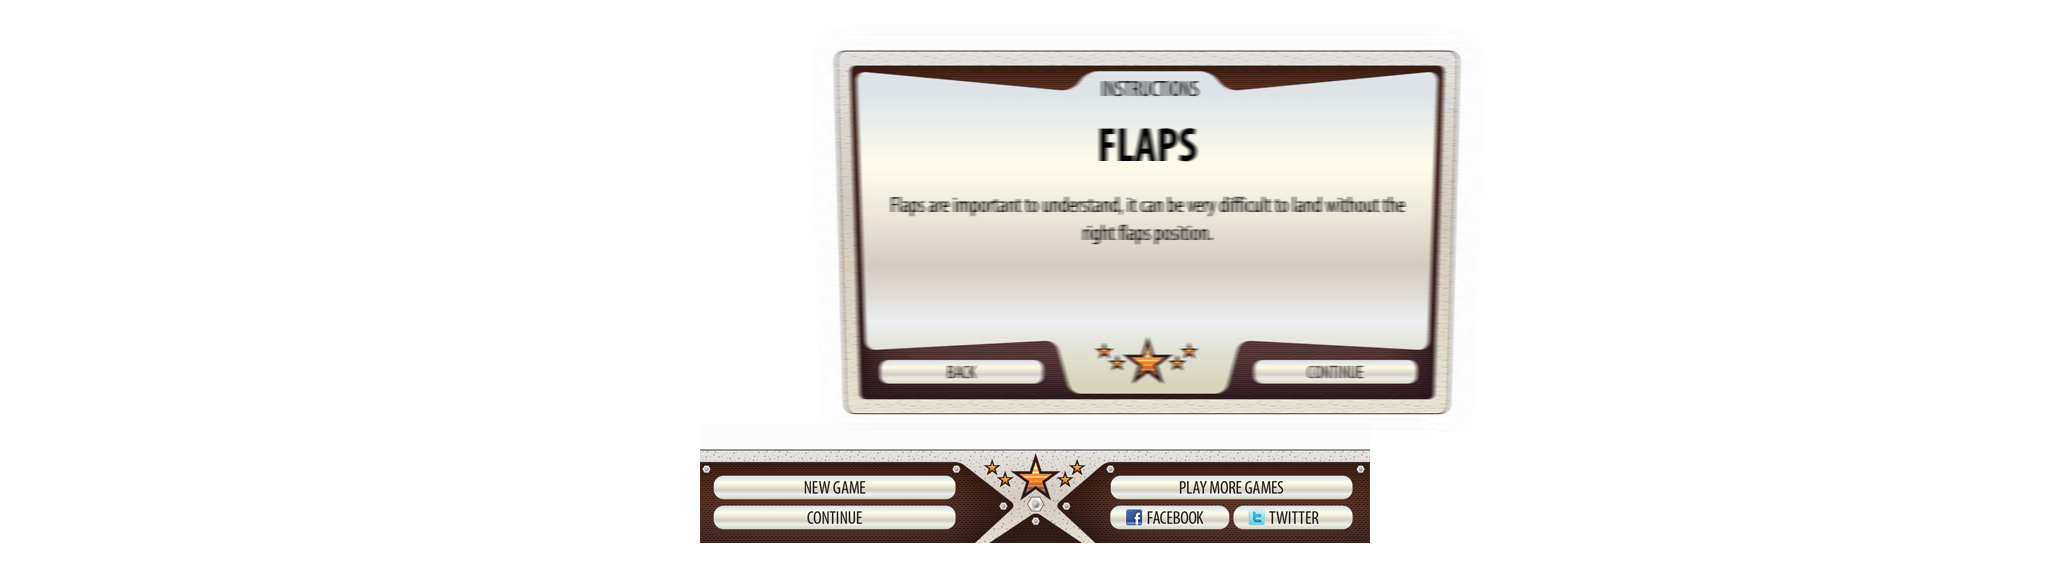 INSTRUCTIONS
FLAPS
Flaps are important to understand, it can be very difficult to land without the
right flaps position.
BACK
CONTINUE
NEW GAME
PLAY MORE GAMES
CONTINUE
FACEBOOK
TWITTER